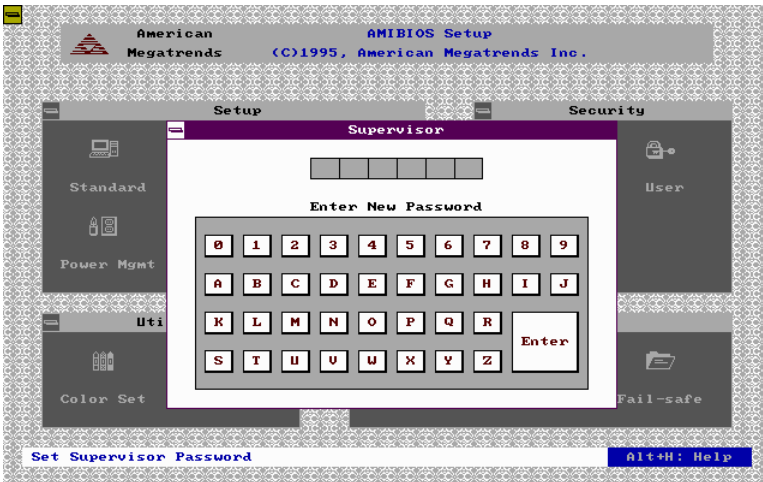 American
Megatrends
AMIBIOS Setup
(C)1995, American Megatrends Inc.
Setup
Security
Supervisor
Standard
User
Enter New Password
Power Mgmt
0 1 2 3 4 5 6 7 8 9
A B C D E F G H I J
K L M N O P Q R
Enter
S T U V W X Y Z
Uti
Color Set
Fail-safe
Set Supervisor Password
Alt+H: Help